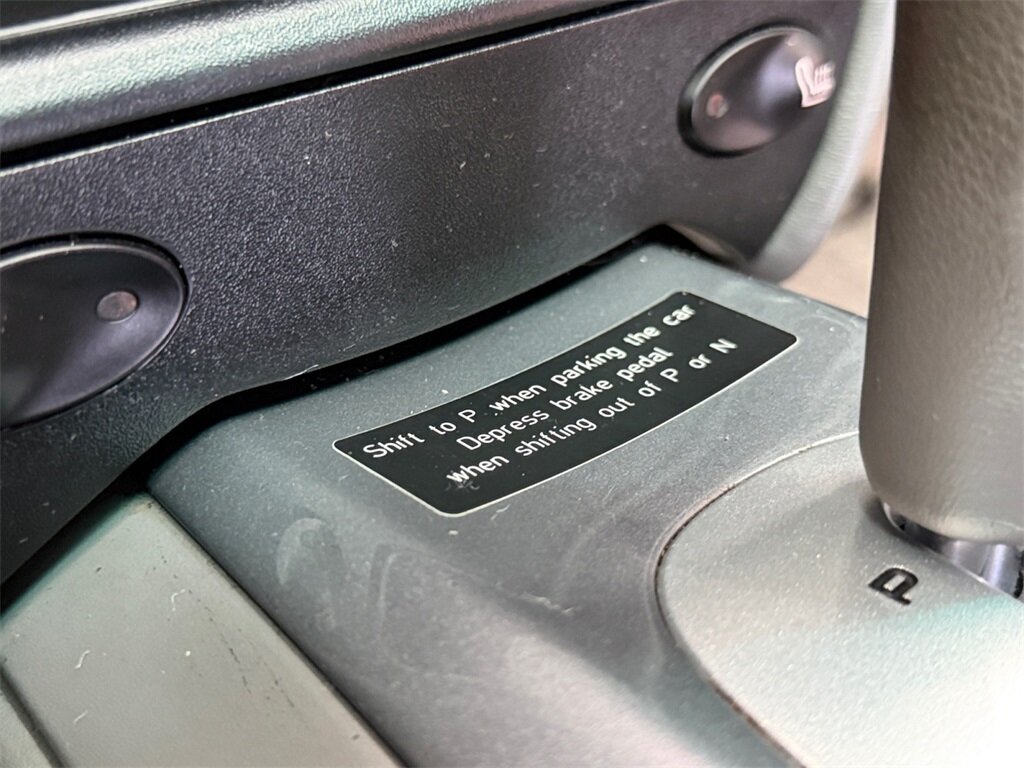 Shift to P when parking the car
Depress brake pedal
when shifting out of P or N
P